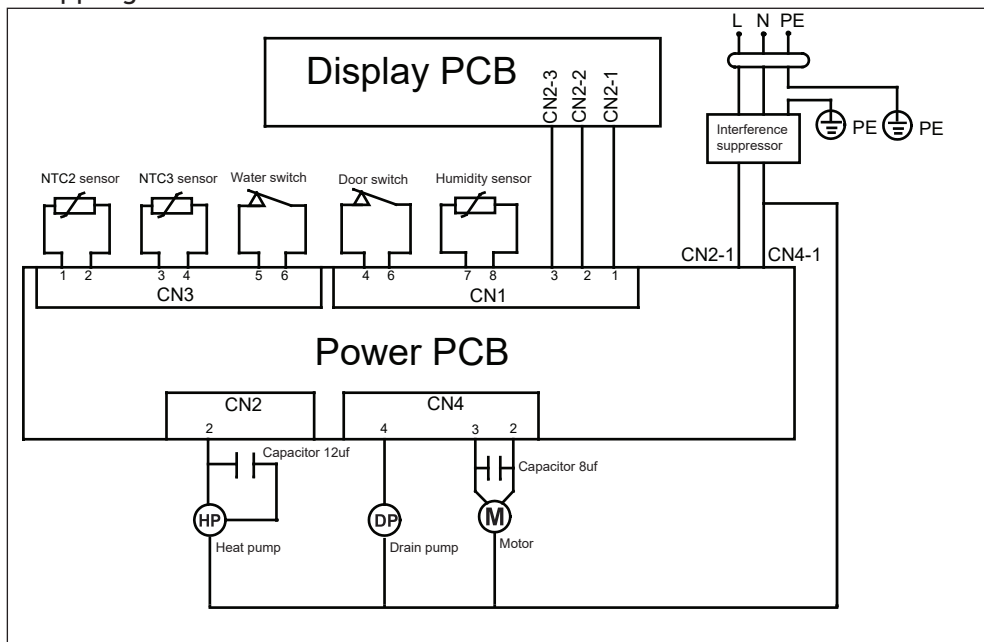 L N PE
Display PCB
CN2-3
CN2-2
CN2-1
Interference
suppressor
PE
PE
NTC2 sensor
NTC3 sensor
Water switch
Door switch
Humidity sensor
CN2-1
CN4-1
1 2 3 4 5 6 4 6 7 8 3 2 1
CN3
CN1
Power PCB
CN2
CN4
2
4
3
2
Capacitor 12uf
Capacitor 8uf
HP
DP
M
Heat pump
Drain pump
Motor